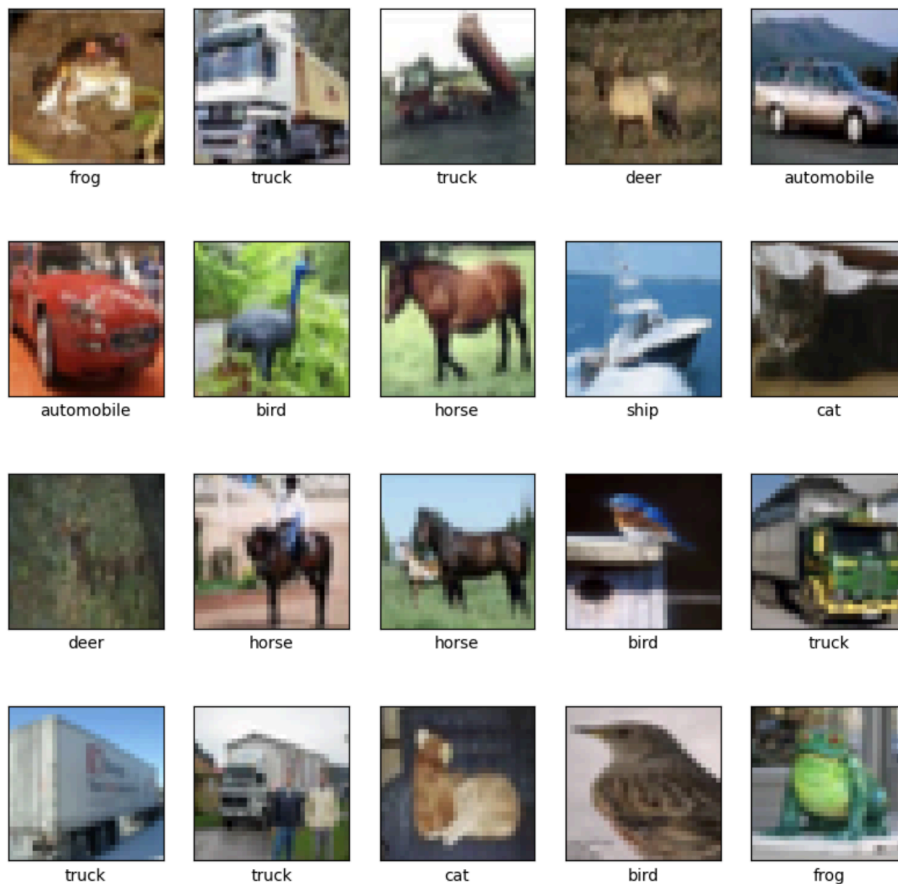 frog truck truck deer automobile
automobile bird horse ship cat
deer horse horse bird truck
truck truck cat bird frog